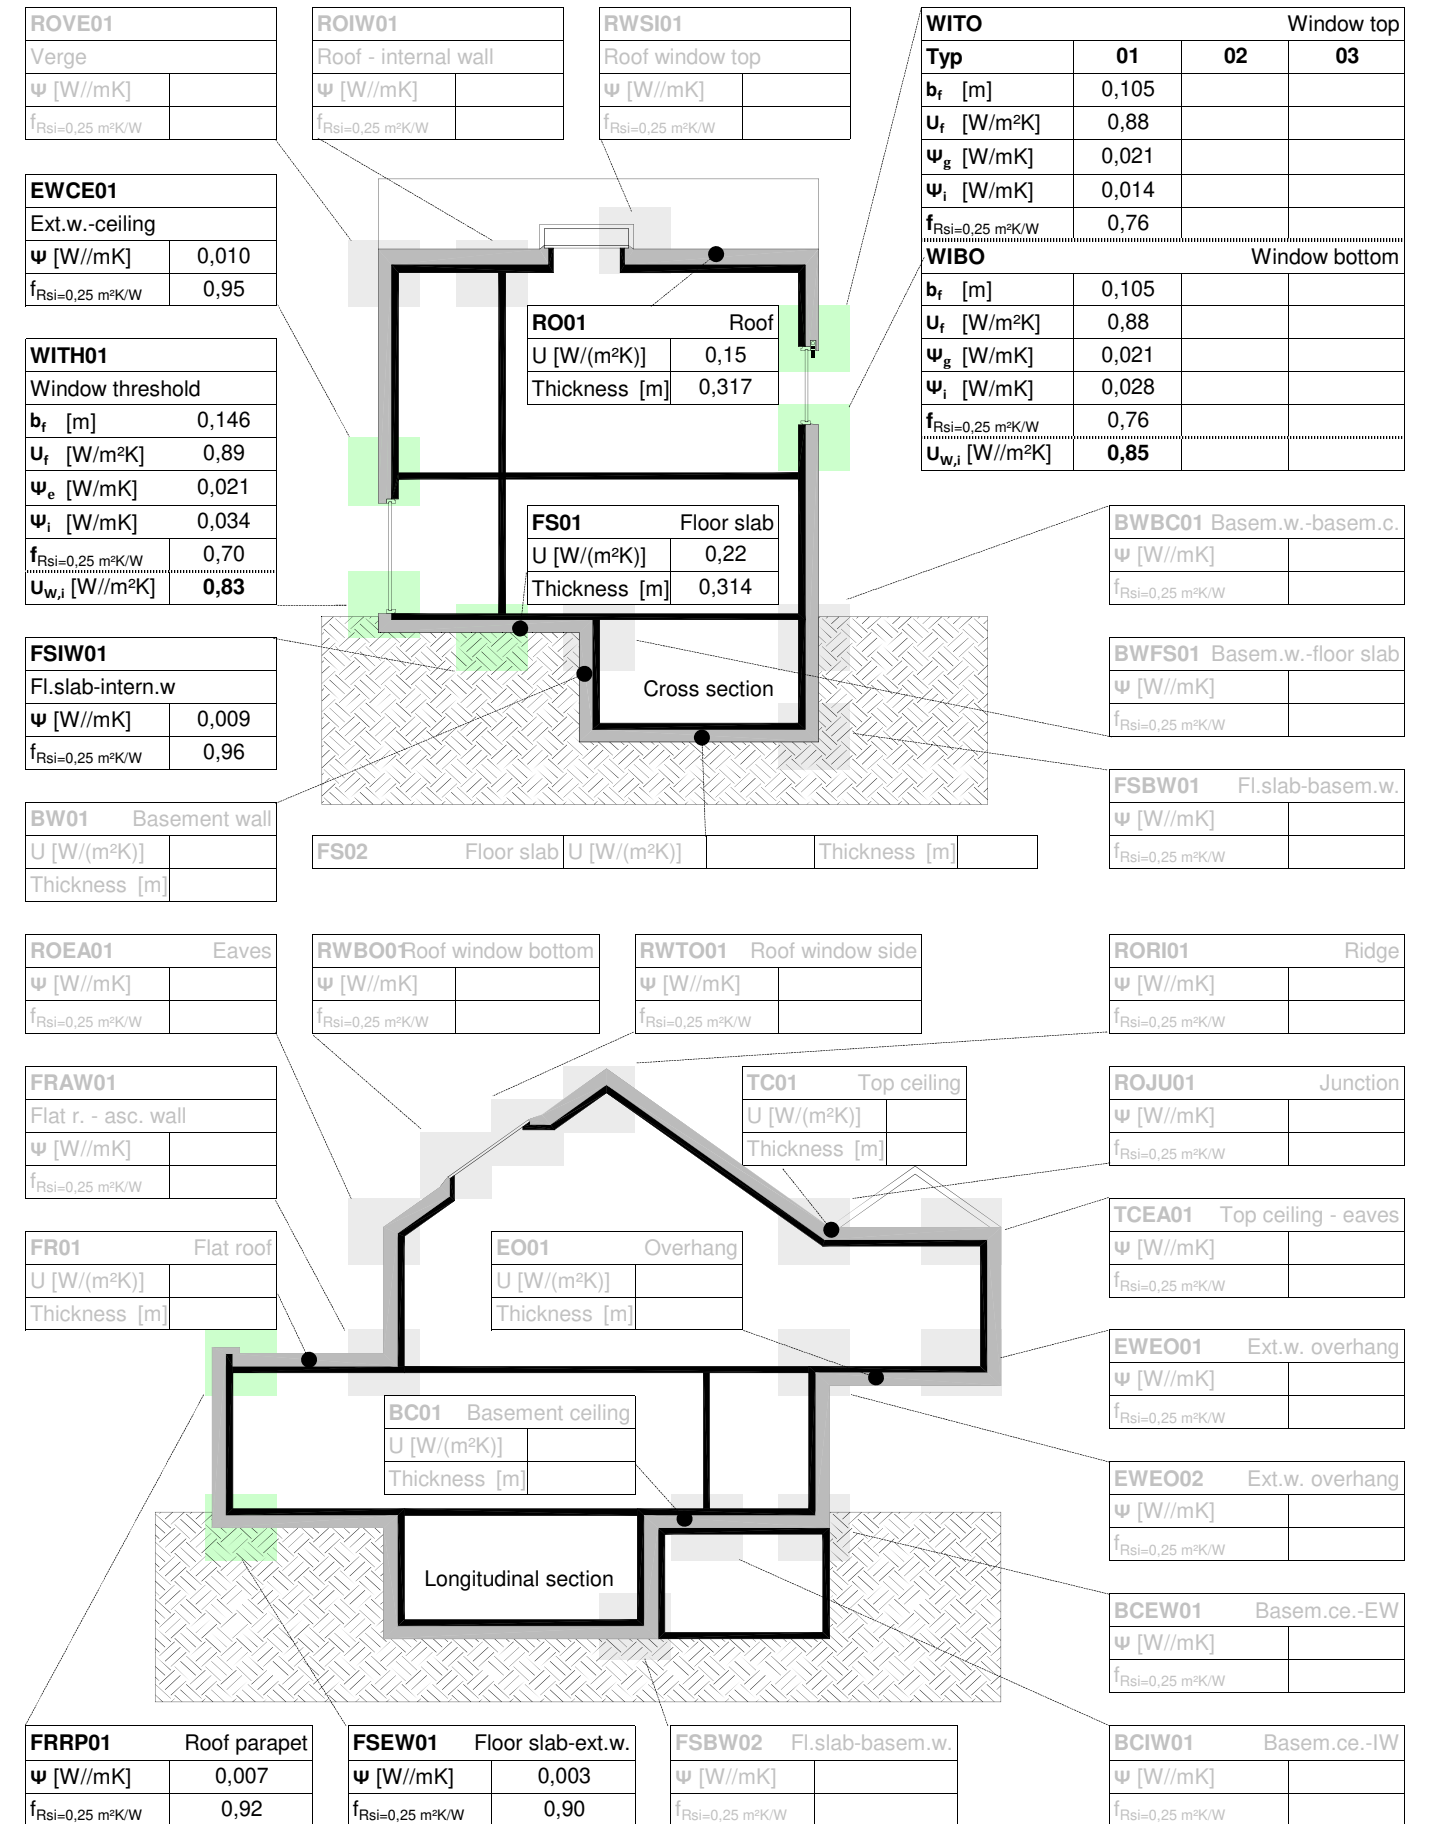 ROVE01
Verge
Ψ [W//mK]
fRsi=0,25 m²K/W
ROIW01
Roof - internal wall
Ψ [W//mK]
fRsi=0,25 m²K/W
RWSI01
Roof window top
Ψ [W//mK]
fRsi=0,25 m²K/W
WITO Window top
Typ 01 02 03
bf [m] 0,105
Uf [W/m²K] 0,88
Ψg [W/mK] 0,021
Ψi [W/mK] 0,014
fRsi=0,25 m²K/W 0,76
WIBO Window bottom
bf [m] 0,105
Uf [W/m²K] 0,88
Ψg [W/mK] 0,021
Ψi [W/mK] 0,028
fRsi=0,25 m²K/W 0,76
UW,i [W//m²K] 0,85
EWCE01
Ext.w.-ceiling
Ψ [W//mK] 0,010
fRsi=0,25 m²K/W 0,95
RO01 Roof
U [W/(m²K)] 0,15
Thickness [m] 0,317
WITH01
Window threshold
bf [m] 0,146
Uf [W/m²K] 0,89
Ψe [W/mK] 0,021
Ψi [W/mK] 0,034
fRsi=0,25 m²K/W 0,70
UW,i [W//m²K] 0,83
FS01 Floor slab
U [W/(m²K)] 0,22
Thickness [m] 0,314
BWBC01 Basem.w.-basem.c.
Ψ [W//mK]
fRsi=0,25 m²K/W
FSIW01
Fl.slab-intern.w
Ψ [W//mK] 0,009
fRsi=0,25 m²K/W 0,96
Cross section
BWFS01 Basem.w.-floor slab
Ψ [W//mK]
fRsi=0,25 m²K/W
FSBW01 Fl.slab-basem.w.
Ψ [W//mK]
fRsi=0,25 m²K/W
BW01 Basement wall
U [W/(m²K)]
Thickness [m]
FS02 Floor slab U [W/(m²K)] Thickness [m]
ROEA01 Eaves
Ψ [W//mK]
fRsi=0,25 m²K/W
RWBO01 Roof window bottom
Ψ [W//mK]
fRsi=0,25 m²K/W
RWTO01 Roof window side
Ψ [W//mK]
fRsi=0,25 m²K/W
RORI01 Ridge
Ψ [W//mK]
fRsi=0,25 m²K/W
FRAW01
Flat r. - asc. wall
Ψ [W//mK]
fRsi=0,25 m²K/W
TC01 Top ceiling
U [W/(m²K)]
Thickness [m]
ROJU01 Junction
Ψ [W//mK]
fRsi=0,25 m²K/W
TCEA01 Top ceiling - eaves
Ψ [W//mK]
fRsi=0,25 m²K/W
FR01 Flat roof
U [W/(m²K)]
Thickness [m]
EO01 Overhang
U [W/(m²K)]
Thickness [m]
EWEO01 Ext.w. overhang
Ψ [W//mK]
fRsi=0,25 m²K/W
BC01 Basement ceiling
U [W/(m²K)]
Thickness [m]
EWEO02 Ext.w. overhang
Ψ [W//mK]
fRsi=0,25 m²K/W
Longitudinal section
BCEW01 Basem.ce.-EW
Ψ [W//mK]
fRsi=0,25 m²K/W
FRRP01 Roof parapet
Ψ [W//mK] 0,007
fRsi=0,25 m²K/W 0,92
FSEW01 Floor slab-ext.w.
Ψ [W//mK] 0,003
fRsi=0,25 m²K/W 0,90
FSBW02 Fl.slab-basem.w.
Ψ [W//mK]
fRsi=0,25 m²K/W
BCIW01 Basem.ce.-IW
Ψ [W//mK]
fRsi=0,25 m²K/W